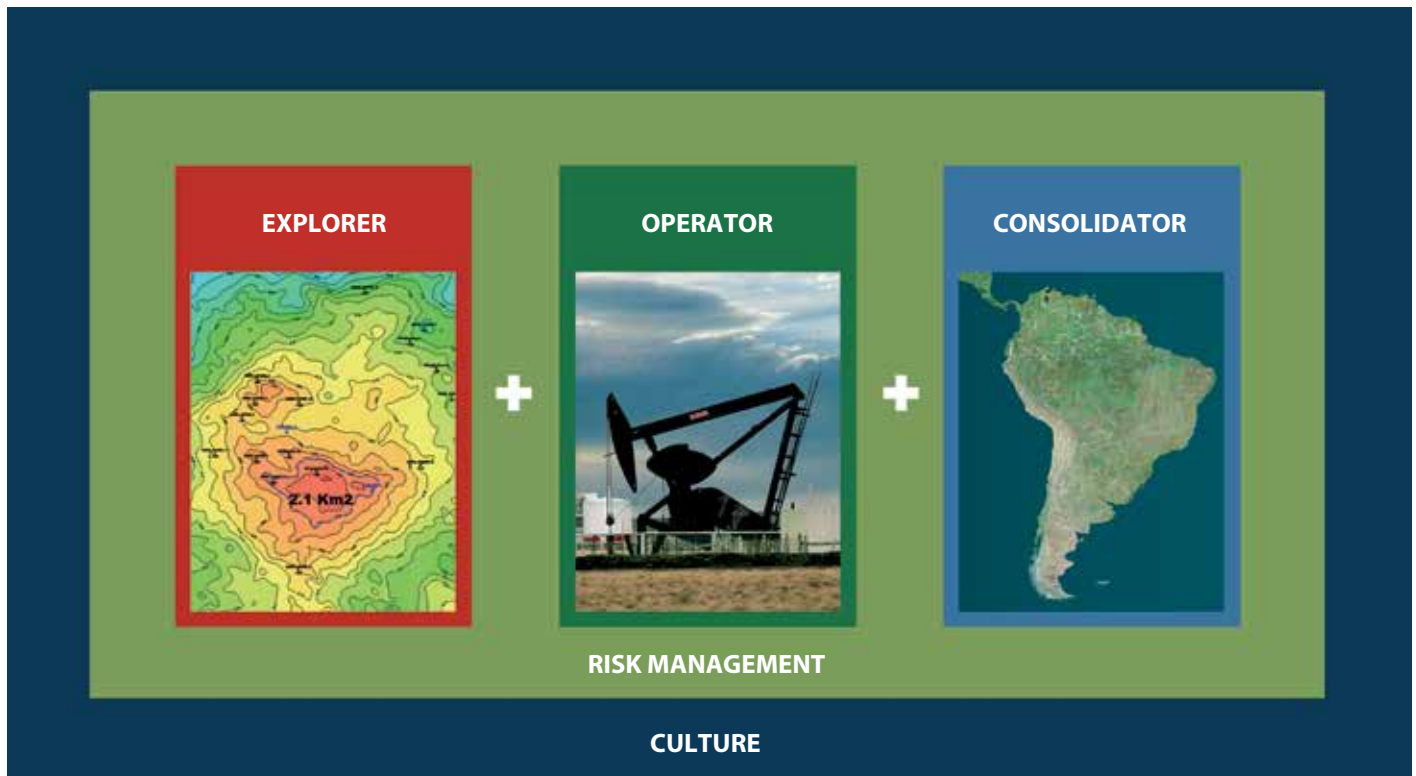 EXPLORER
OPERATOR
CONSOLIDATOR
2.1 Km2
RISK MANAGEMENT
CULTURE